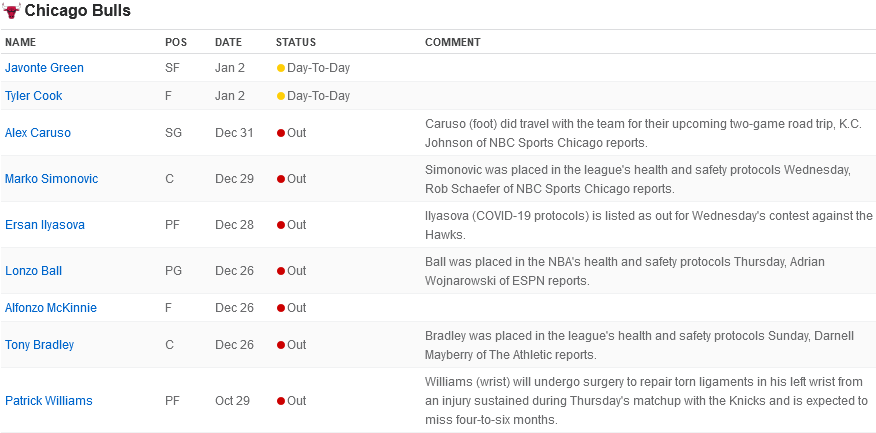 Chicago Bulls
NAME POS DATE STATUS COMMENT
Javonte Green SF Jan 2 Day-To-Day
Tyler Cook F Jan 2 Day-To-Day
Alex Caruso SG Dec 31 Out Caruso (foot) did travel with the team for their upcoming two-game road trip, K.C.
Johnson of NBC Sports Chicago reports.
Marko Simonovic C Dec 29 Out Simonovic was placed in the league's health and safety protocols Wednesday,
Rob Schaefer of NBC Sports Chicago reports.
Ersan Ilyasova PF Dec 28 Out Ilyasova (COVID-19 protocols) is listed as out for Wednesday's contest against the
Hawks.
Lonzo Ball PG Dec 26 Out Ball was placed in the NBA's health and safety protocols Thursday, Adrian
Wojnarowski of ESPN reports.
Alfonzo McKinnie F Dec 26 Out
Tony Bradley C Dec 26 Out Bradley was placed in the league's health and safety protocols Sunday, Darnell
Mayberry of The Athletic reports.
Patrick Williams PF Oct 29 Out Williams (wrist) will undergo surgery to repair torn ligaments in his left wrist from
an injury sustained during Thursday's matchup with the Knicks and is expected to
miss four-to-six months.